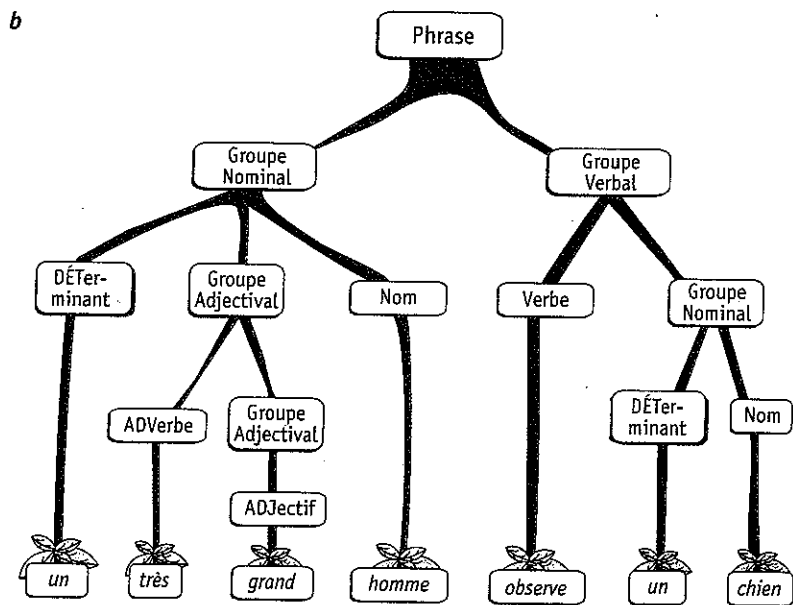 b
Phrase
Groupe
Nominal
Groupe
Verbal
DÉTer-
minant
Groupe
Adjectival
Nom
Verbe
Groupe
Nominal
ADVerbe
Groupe
Adjectival
DÉTer-
minant
Nom
ADJectif
un
très
grand
homme
observe
un
chien